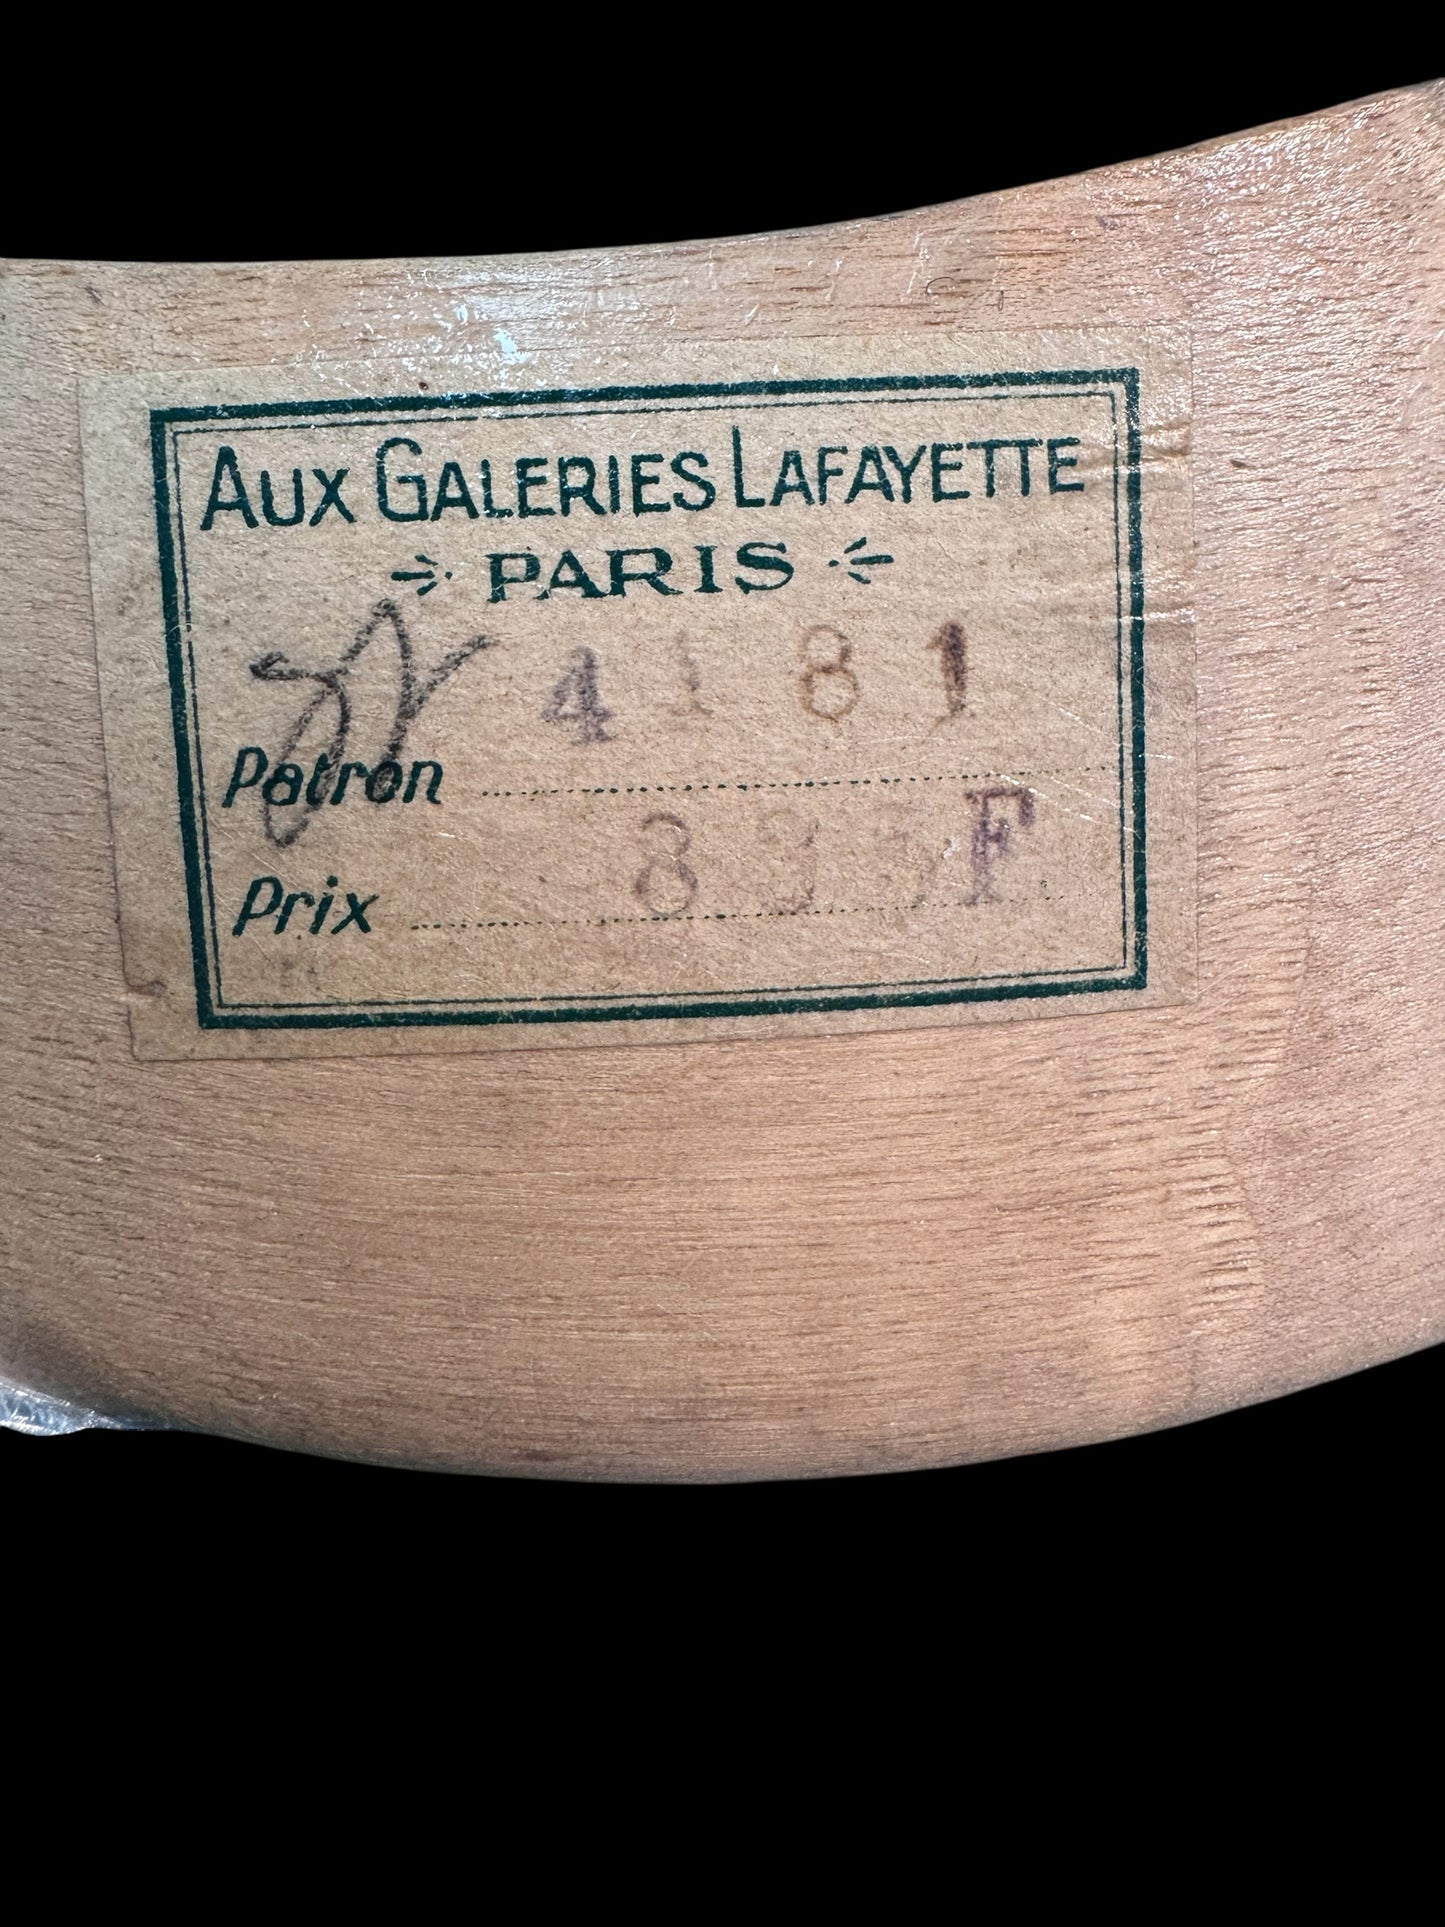 AUX GALERIES LAFAYETTE
PARIS
4181
Patron
Prix